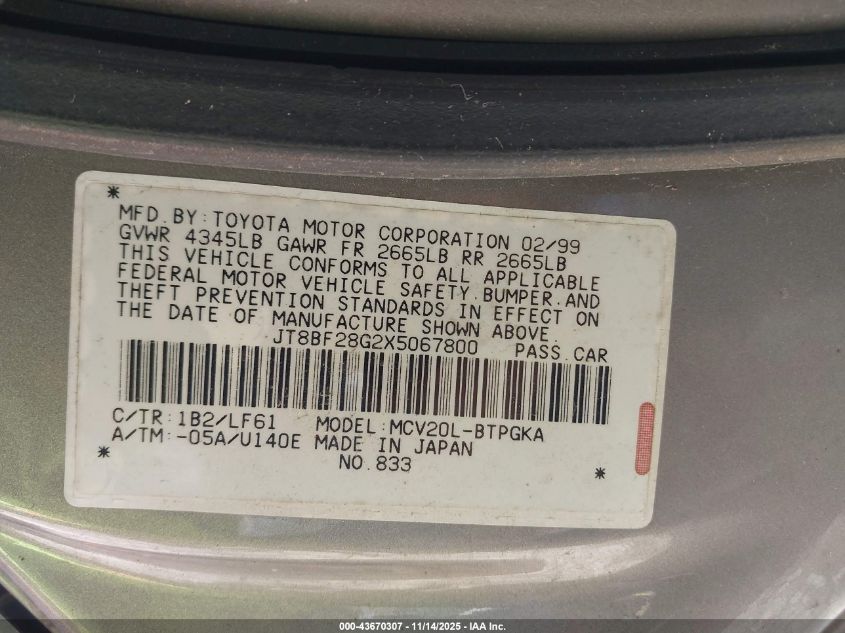 *
MFD. BY: TOYOTA MOTOR CORPORATION 02/99
GVWR 4345LB GAWR FR 2665LB RR 2665LB
THIS VEHICLE CONFORMS TO ALL APPLICABLE
FEDERAL MOTOR VEHICLE SAFETY.BUMPER.AND
THEFT PREVENTION STANDARDS IN EFFECT ON
THE DATE OF MANUFACTURE SHOWN ABOVE.
JT8BF28G2X5067800 PASS.CAR
C/TR:1B2/LF61 MODEL:MCV20L-BTPGKA
A/TM:-05A/U140E MADE IN JAPAN
* NO.833 *
000-43670307 - 11/14/2025 - IAA Inc.